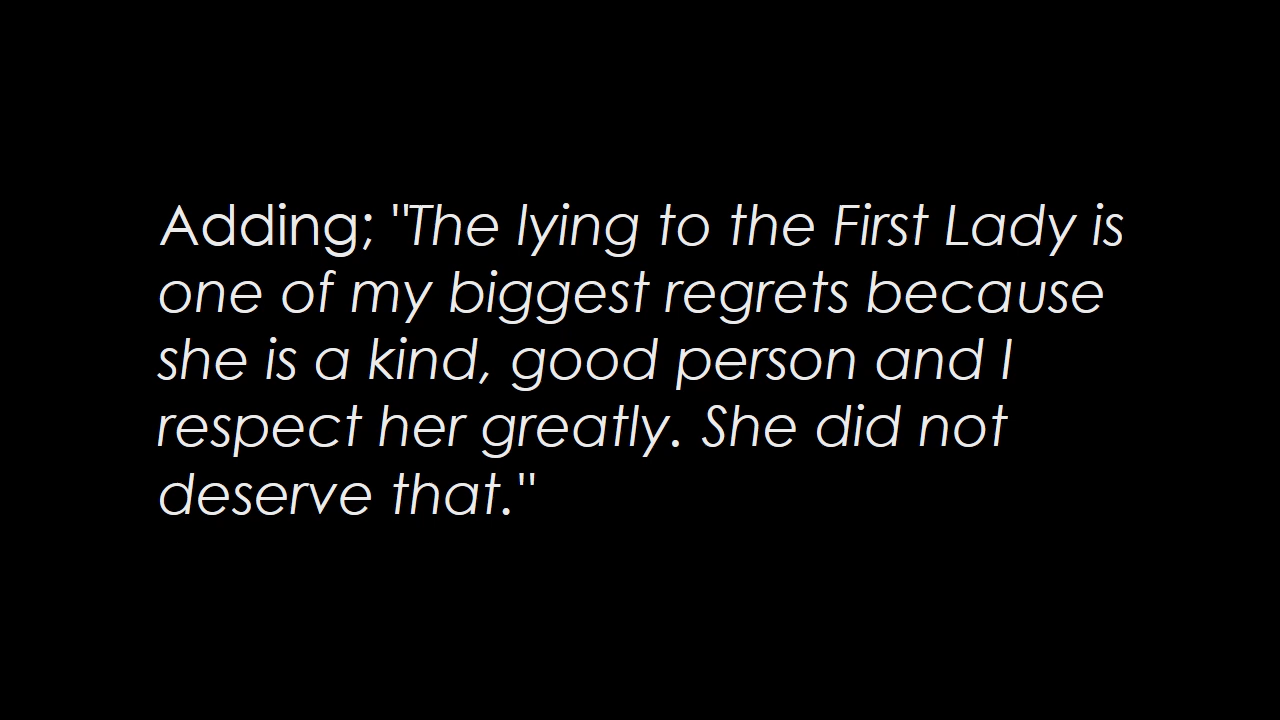 Adding; "The lying to the First Lady is
one of my biggest regrets because
she is a kind, good person and I
respect her greatly. She did not
deserve that."